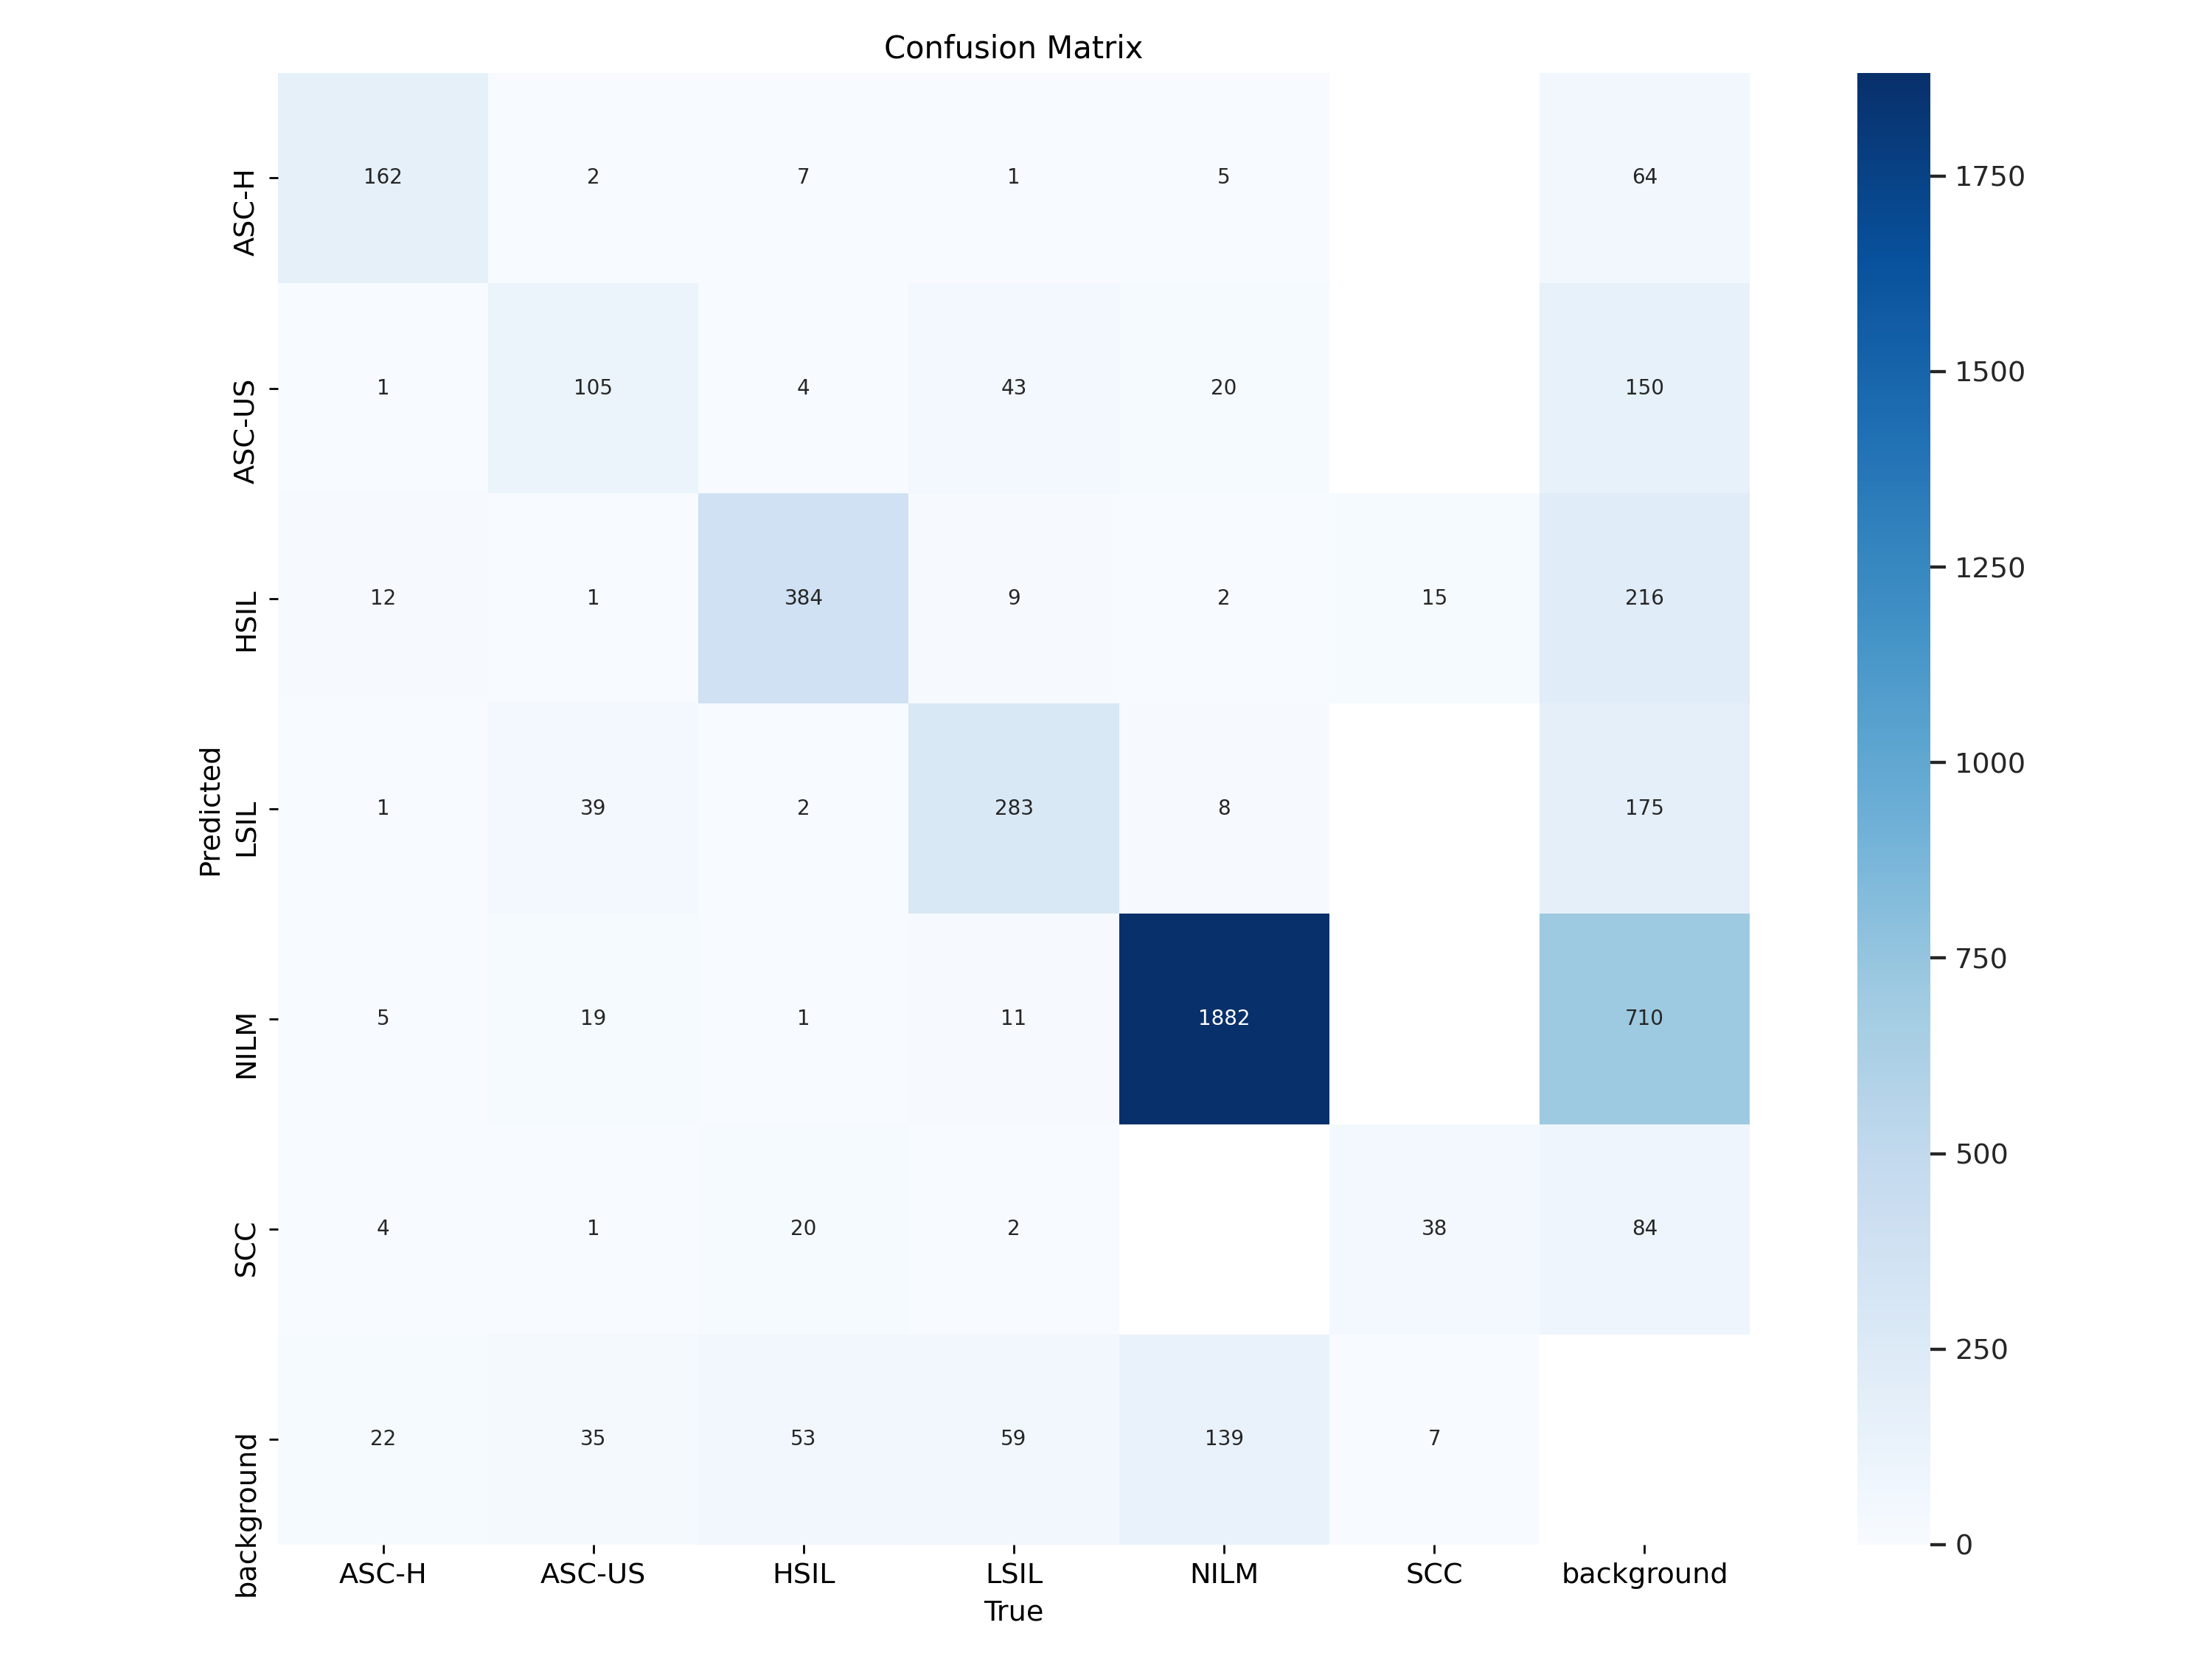 Confusion Matrix
ASC-H 162 2 7 1 5 64
ASC-US 1 105 4 43 20 150
HSIL 12 1 384 9 2 15 216
LSIL 1 39 2 283 8 175
NILM 5 19 1 11 1882 710
SCC 4 1 20 2 38 84
background 22 35 53 59 139 7
Predicted
ASC-H ASC-US HSIL LSIL NILM SCC background
True
1750
1500
1250
1000
750
500
250
0